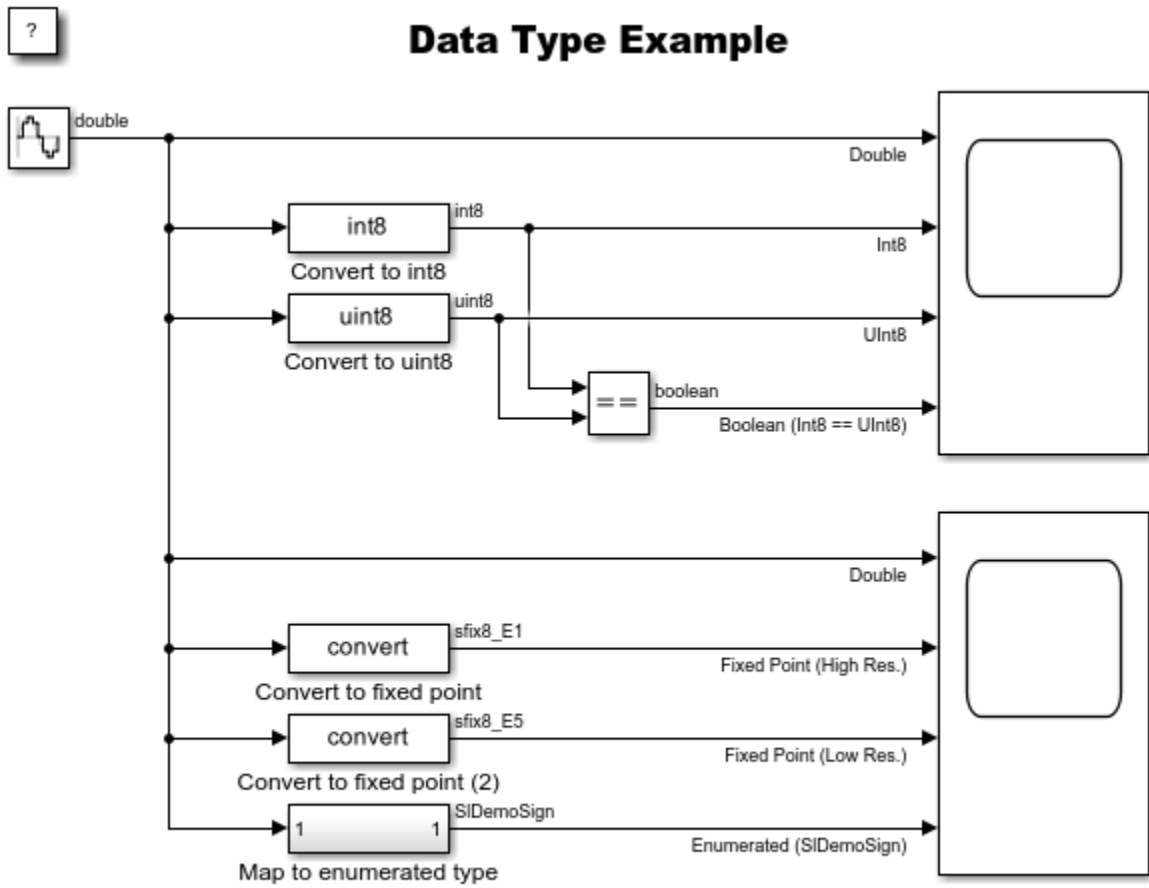 ?
Data Type Example
double
Double
int8
int8
Int8
Convert to int8
uint8
uint8
UInt8
Convert to uint8
==
boolean
Boolean (Int8 == UInt8)
Double
convert
sfix8_E1
Fixed Point (High Res.)
Convert to fixed point
convert
sfix8_E5
Fixed Point (Low Res.)
Convert to fixed point (2)
1 1
SlDemoSign
Enumerated (SlDemoSign)
Map to enumerated type